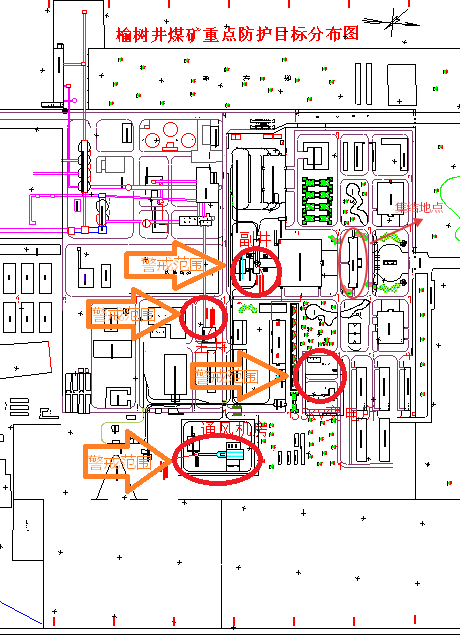 榆树井煤矿重点防护目标分布图
集结地点
副井
警戒范围
警戒范围
警戒范围
通风机房
警戒范围